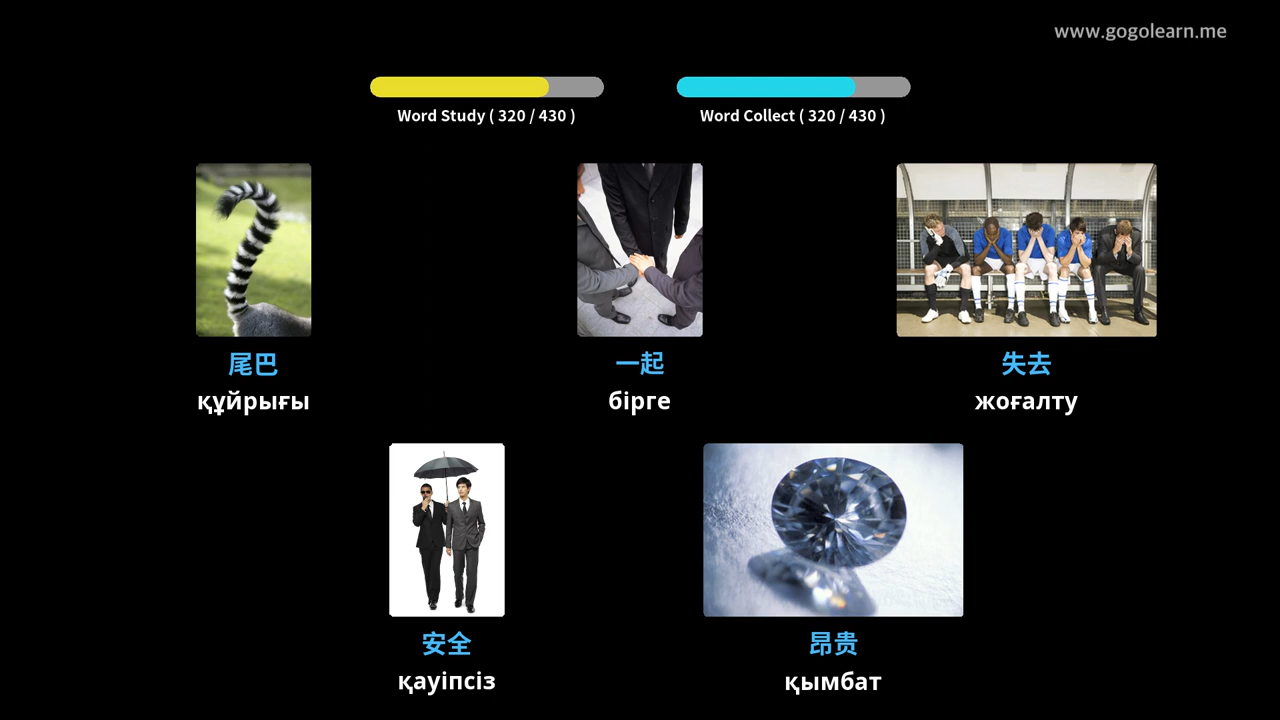 www.gogolearn.me
Word Study ( 320 / 430 )
Word Collect ( 320 / 430 )
尾巴
құйрығы
一起
бірге
失去
жоғалту
安全
қауіпсіз
昂贵
қымбат